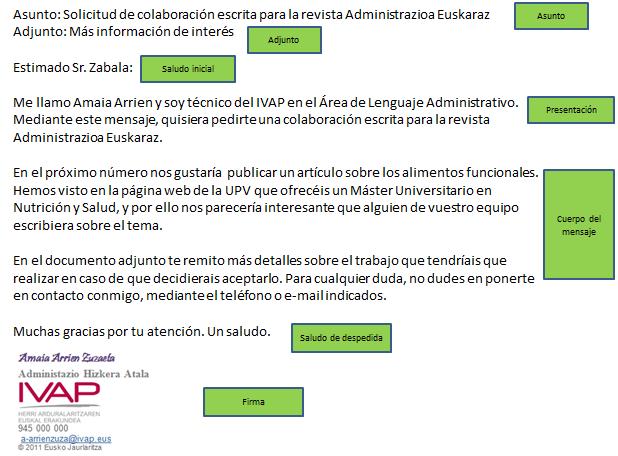 Asunto: Solicitud de colaboración escrita para la revista Administrazioa Euskaraz
Asunto
Adjunto: Más información de interés
Adjunto
Estimado Sr. Zabala:
Saludo inicial
Me llamo Amaia Arrien y soy técnico del IVAP en el Área de Lenguaje Administrativo.
Presentación
Mediante este mensaje, quisiera pedirte una colaboración escrita para la revista
Administrazioa Euskaraz.
En el próximo número nos gustaría publicar un artículo sobre los alimentos funcionales.
Hemos visto en la página web de la UPV que ofrecéis un Máster Universitario en
Nutrición y Salud, y por ello nos parecería interesante que alguien de vuestro equipo
escribiera sobre el tema.
Cuerpo del
mensaje
En el documento adjunto te remito más detalles sobre el trabajo que tendríais que
realizar en caso de que decidierais aceptarlo. Para cualquier duda, no dudes en ponerte
en contacto conmigo, mediante el teléfono o e-mail indicados.
Muchas gracias por tu atención. Un saludo.
Saludo de despedida
Amaia Arrien Zuzaeta
Administazio Hizkera Atala
IVAP
Firma
HERRI ARDURALARITZAREN
EUSKAL ERAKUNDEA
945 000 000
a-arrienzuza@ivap.eus
© 2011 Eusko Jaurlaritza